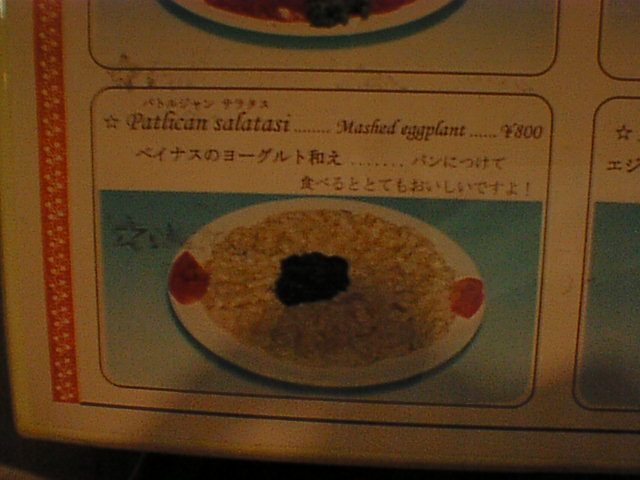 パトルジャン サラタス
☆ Patlican salatasi ........ Mashed eggplant ...... ¥800
ベイナスのヨーグルト和え ........ パンにつけて
食べるととてもおいしいですよ！
☆
エジ